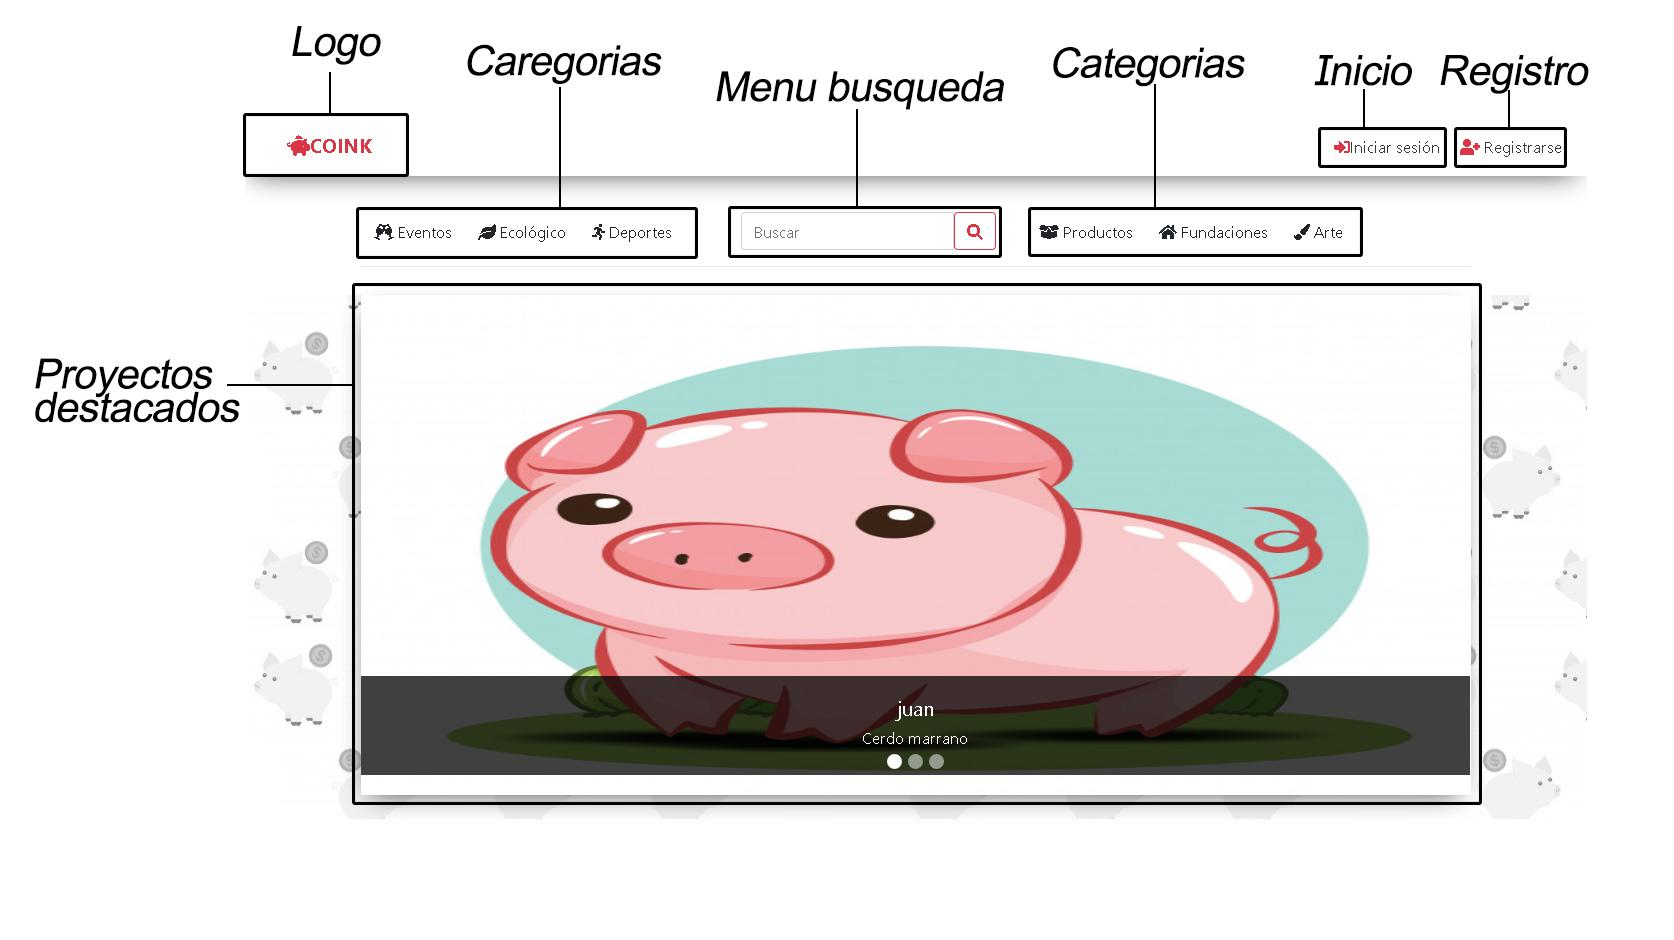 Logo
Caregorias
Menu busqueda
Categorias
Inicio
Registro
COINK
Iniciar sesión
Registrarse
Eventos
Ecológico
Deportes
Buscar
Productos
Fundaciones
Arte
Proyectos
destacados
juan
Cerdo marrano